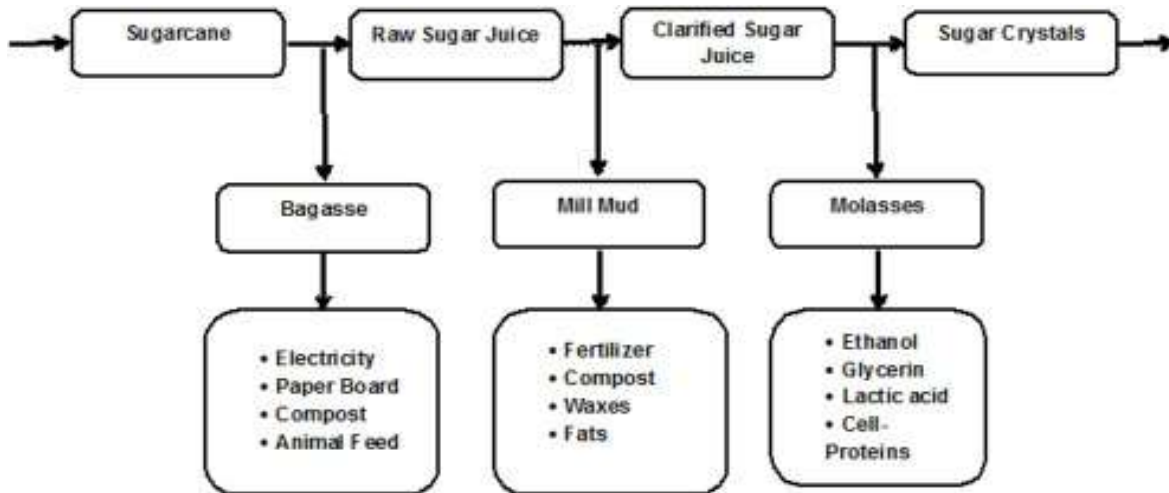 Sugarcane
Raw Sugar Juice
Clarified Sugar
Juice
Sugar Crystals
Bagasse
Mill Mud
Molasses
• Electricity
• Paper Board
• Compost
• Animal Feed
• Fertilizer
• Compost
• Waxes
• Fats
• Ethanol
• Glycerin
• Lactic acid
• Cell-
Proteins